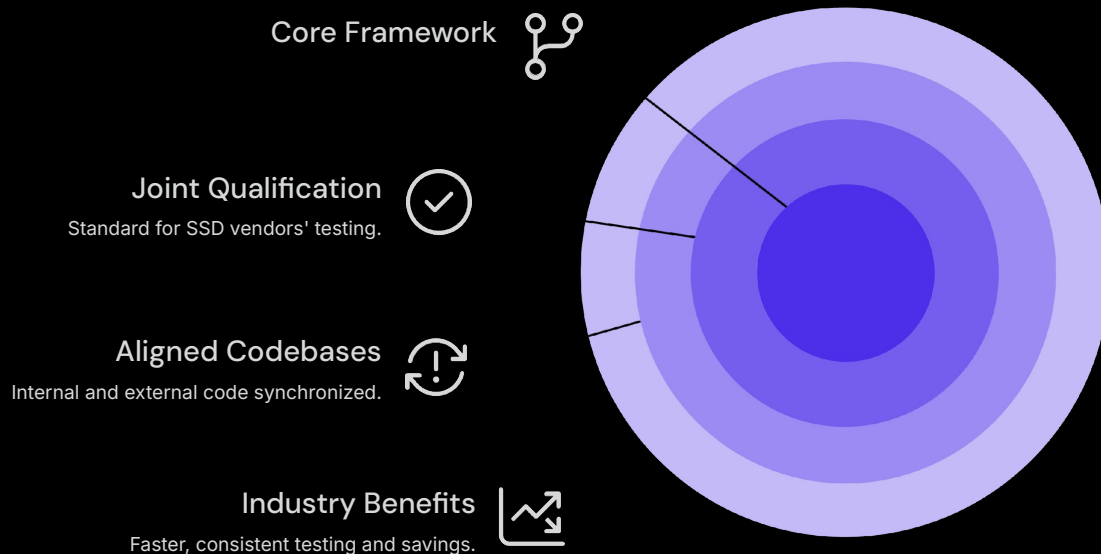 Core Framework
Joint Qualification
Standard for SSD vendors' testing.
Aligned Codebases
Internal and external code synchronized.
Industry Benefits
Faster, consistent testing and savings.